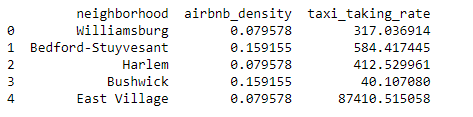 neighborhood airbnb_density taxi_taking_rate
0 Williamsburg 0.079578 317.036914
1 Bedford-Stuyvesant 0.159155 584.417445
2 Harlem 0.079578 412.529961
3 Bushwick 0.159155 40.107080
4 East Village 0.079578 87410.515058